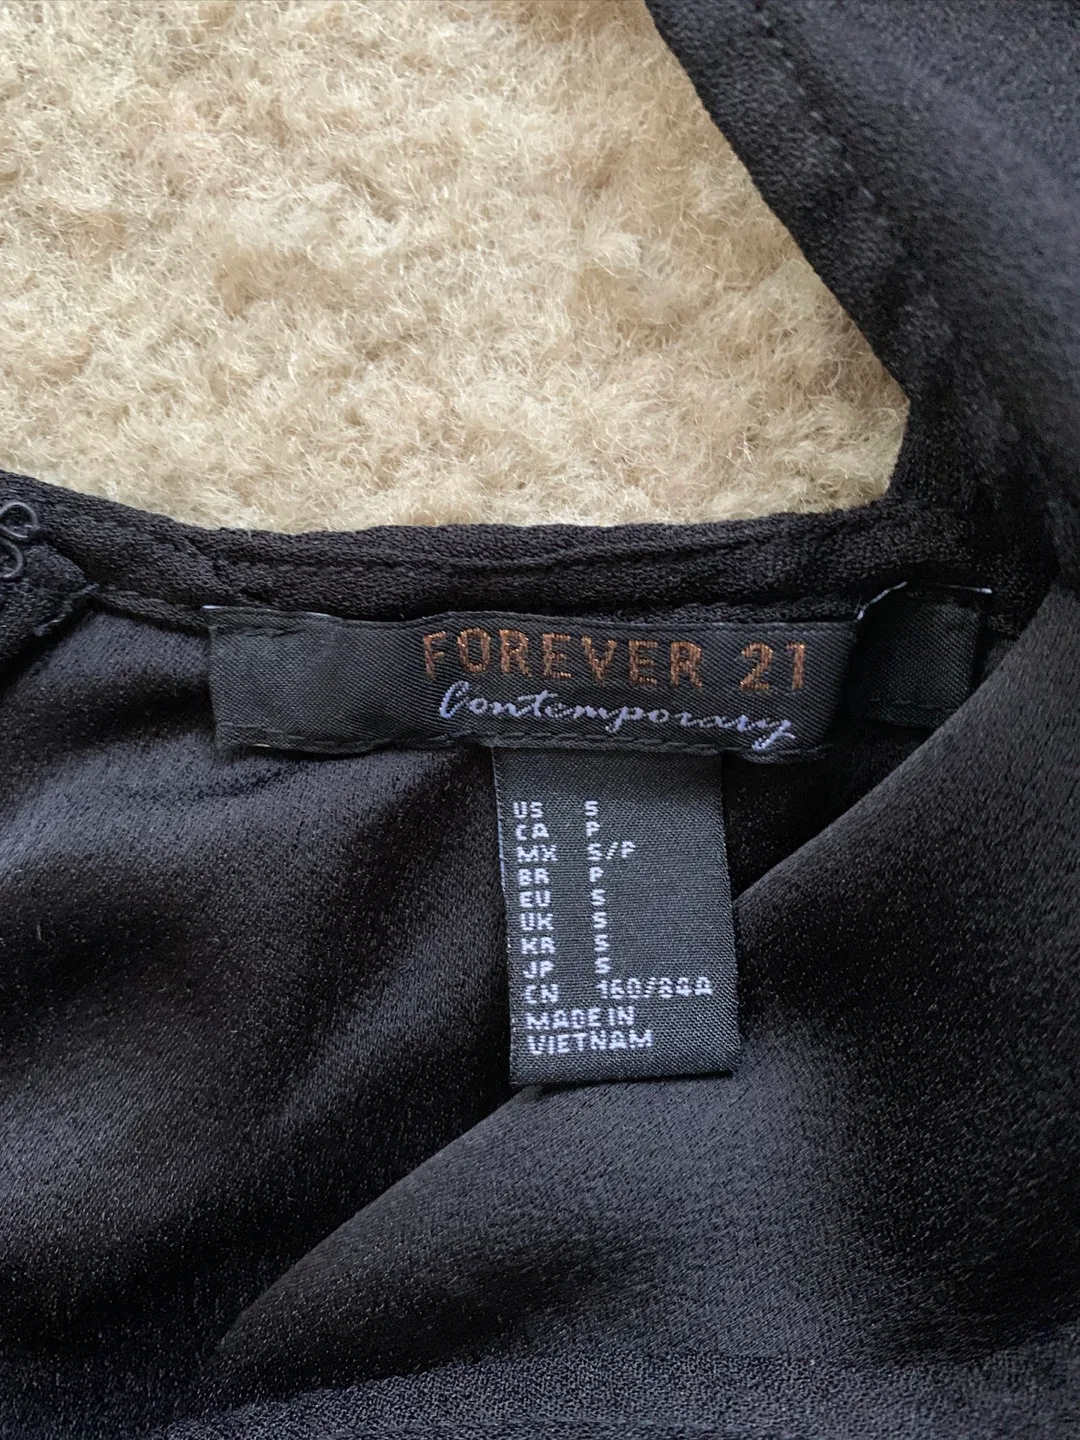 FOREVER 21
Contemporary
US S
CA P
MX S/P
BR P
EU S
UK S
KR S
JP S
CN 160/84A
MADE IN
VIETNAM